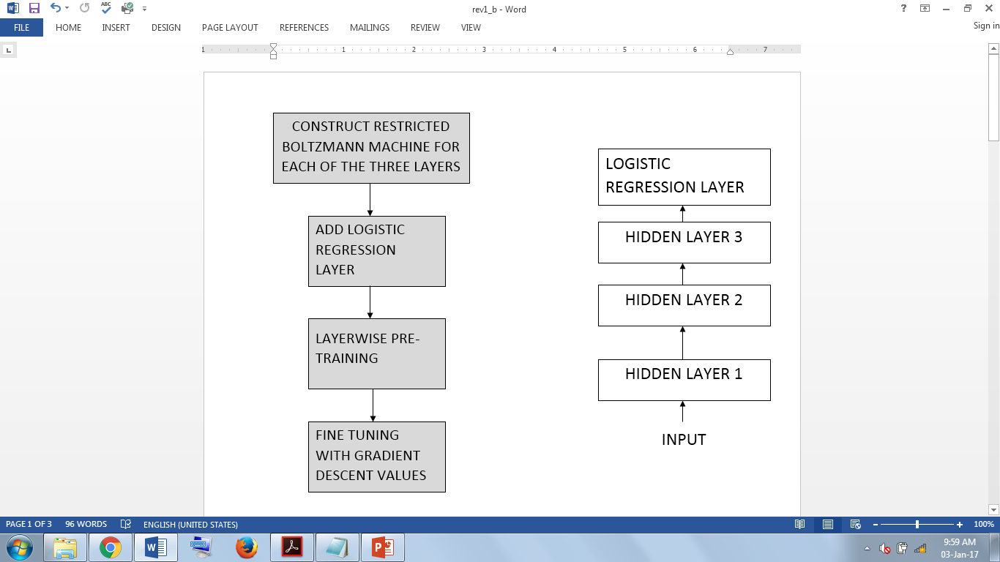 rev1_b - Word
FILE HOME INSERT DESIGN PAGE LAYOUT REFERENCES MAILINGS REVIEW VIEW
Sign in
1 1 2 3 4 5 6 7
CONSTRUCT RESTRICTED
BOLTZMANN MACHINE FOR
EACH OF THE THREE LAYERS
ADD LOGISTIC
REGRESSION
LAYER
LAYERWISE PRE-
TRAINING
FINE TUNING
WITH GRADIENT
DESCENT VALUES
LOGISTIC
REGRESSION LAYER
HIDDEN LAYER 3
HIDDEN LAYER 2
HIDDEN LAYER 1
INPUT
PAGE 1 OF 3 96 WORDS ENGLISH (UNITED STATES) 100%
9:59 AM
03-Jan-17